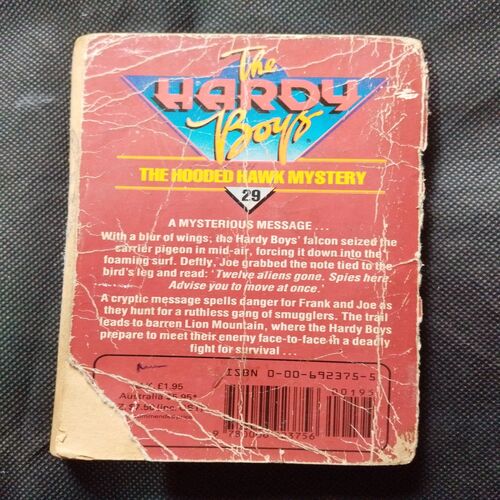 The
HARDY
Boys
THE HOODED HAWK MYSTERY
29
A MYSTERIOUS MESSAGE . . .
With a blur of wings, the Hardy Boys' falcon seized the
carrier pigeon in mid-air, forcing it down into the
foaming surf. Deftly, Joe grabbed the note tied to the
bird's leg and read: 'Twelve aliens gone. Spies here.
Advise you to move at once.'
A cryptic message spells danger for Frank and Joe as
they hunt for a ruthless gang of smugglers. The trail
leads to barren Lion Mountain, where the Hardy Boys
prepare to meet their enemy face-to-face in a deadly
fight for survival . . .
ISBN 0-00-692375-5
£1.95
Australia